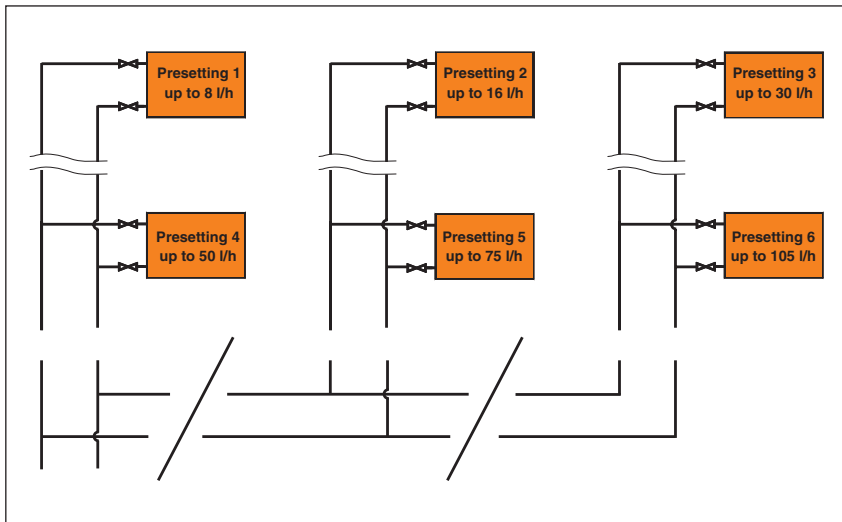 Presetting 1
up to 8 l/h
Presetting 2
up to 16 l/h
Presetting 3
up to 30 l/h
Presetting 4
up to 50 l/h
Presetting 5
up to 75 l/h
Presetting 6
up to 105 l/h